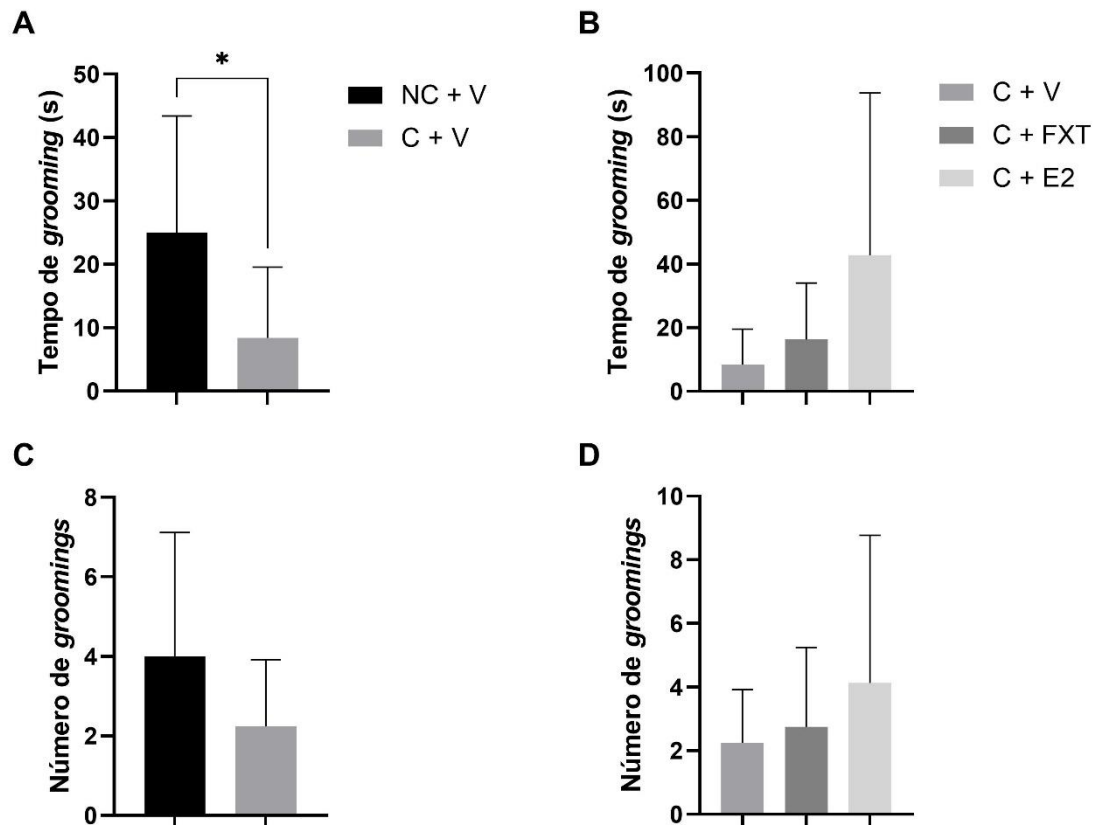 A
Tempo de grooming (s)
50
40
30
20
10
0
*
NC + V
C + V
B
Tempo de grooming (s)
100
80
60
40
20
0
C + V
C + FXT
C + E2
C
Número de groomings
8
6
4
2
0
D
Número de groomings
10
8
6
4
2
0